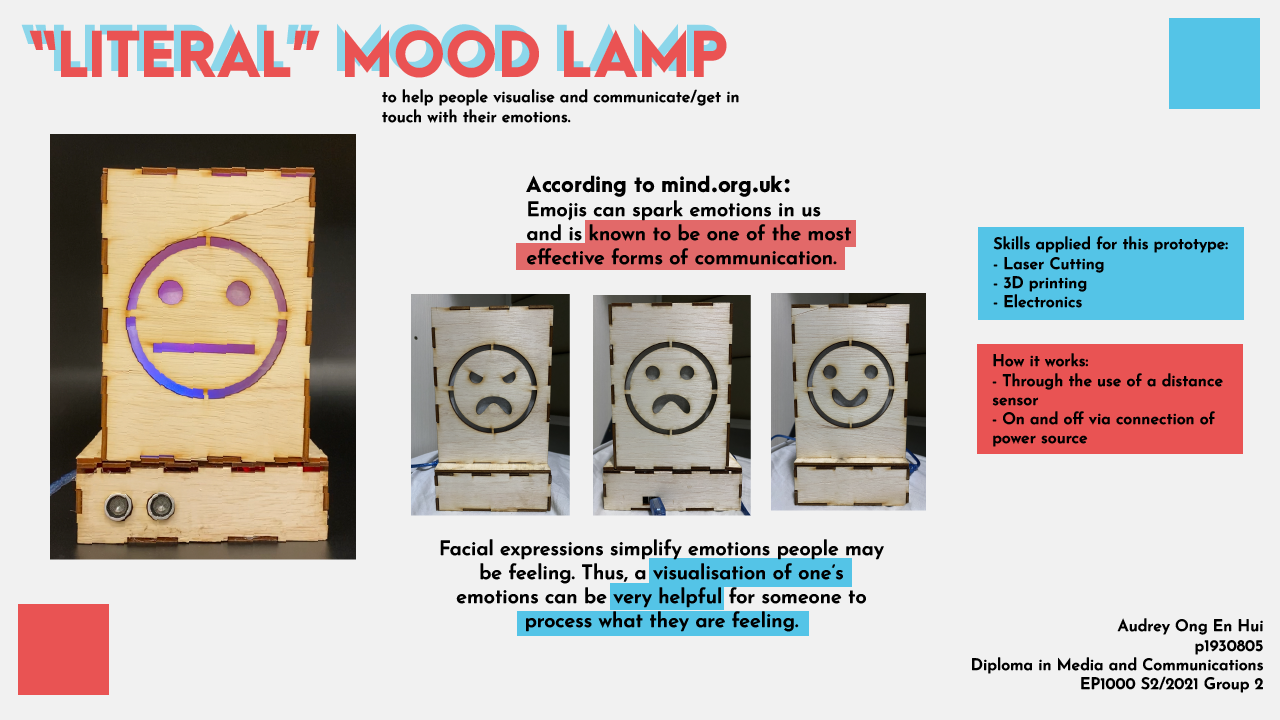 “LITERAL” MOOD LAMP
to help people visualise and communicate/get in
touch with their emotions.
According to mind.org.uk:
Emojis can spark emotions in us
and is known to be one of the most
effective forms of communication.
Skills applied for this prototype:
- Laser Cutting
- 3D printing
- Electronics
How it works:
- Through the use of a distance
sensor
- On and off via connection of
power source
Facial expressions simplify emotions people may
be feeling. Thus, a visualisation of one’s
emotions can be very helpful for someone to
process what they are feeling.
Audrey Ong En Hui
p1930805
Diploma in Media and Communications
EP1000 S2/2021 Group 2